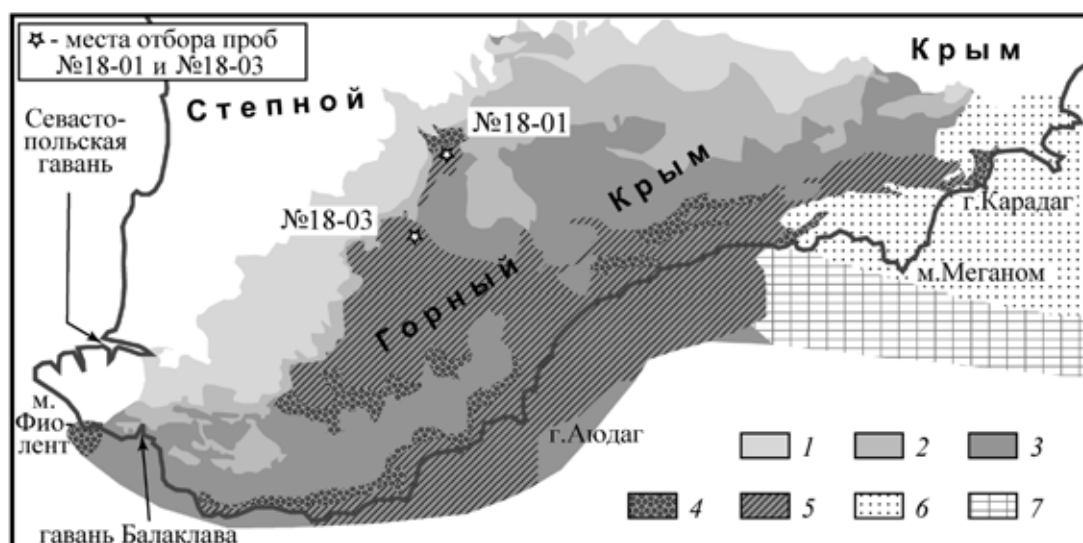 ☆ - места отбора проб
№18-01 и №18-03
Степной
Крым
Севасто-
польская
гавань
№18-01
№18-03
Горный
Крым
г.Карадаг
м.Меганом
м.
Фио-
лент
г.Аюдаг
гавань Балаклава
1
2
3
4
5
6
7